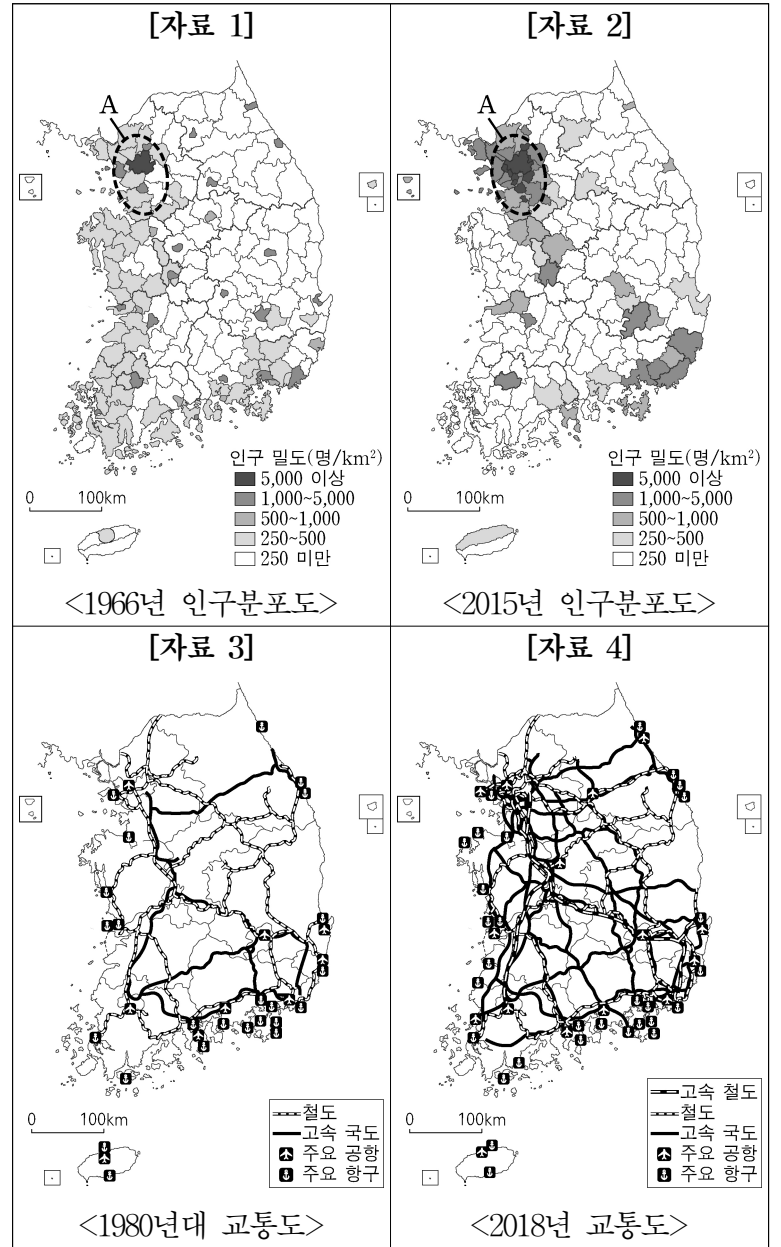 [자료 1]
A
인구 밀도(명/km²)
5,000 이상
1,000~5,000
500~1,000
250~500
250 미만
0 100km
<1966년 인구분포도>
[자료 2]
A
인구 밀도(명/km²)
5,000 이상
1,000~5,000
500~1,000
250~500
250 미만
0 100km
<2015년 인구분포도>
[자료 3]
0 100km
철도
고속 국도
주요 공항
주요 항구
<1980년대 교통도>
[자료 4]
0 100km
고속 철도
철도
고속 국도
주요 공항
주요 항구
<2018년 교통도>